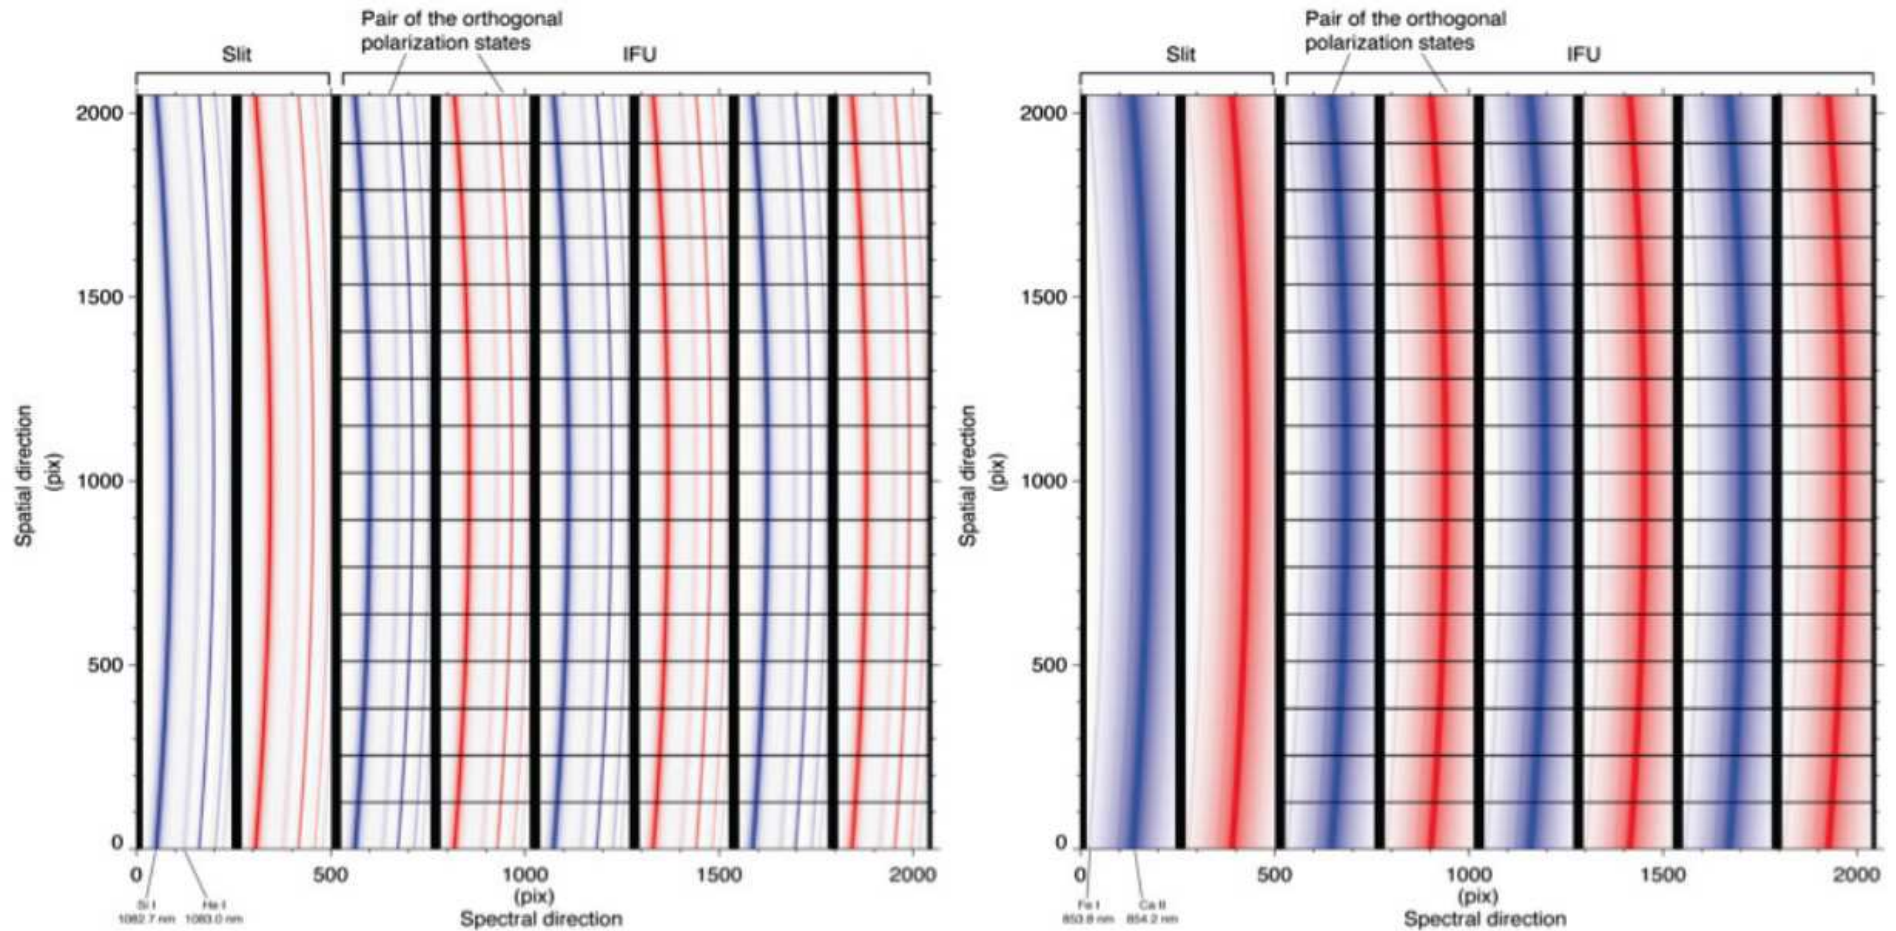 Pair of the orthogonal
polarization states
Slit
IFU
2000
1500
1000
500
0
Spatial direction
(pix)
0
500
1000
1500
2000
(pix)
Spectral direction
Si I
1082.7 nm
He I
1083.0 nm
Pair of the orthogonal
polarization states
Slit
IFU
2000
1500
1000
500
0
Spatial direction
(pix)
0
500
1000
1500
2000
(pix)
Spectral direction
Fe I
853.8 nm
Ca II
854.2 nm